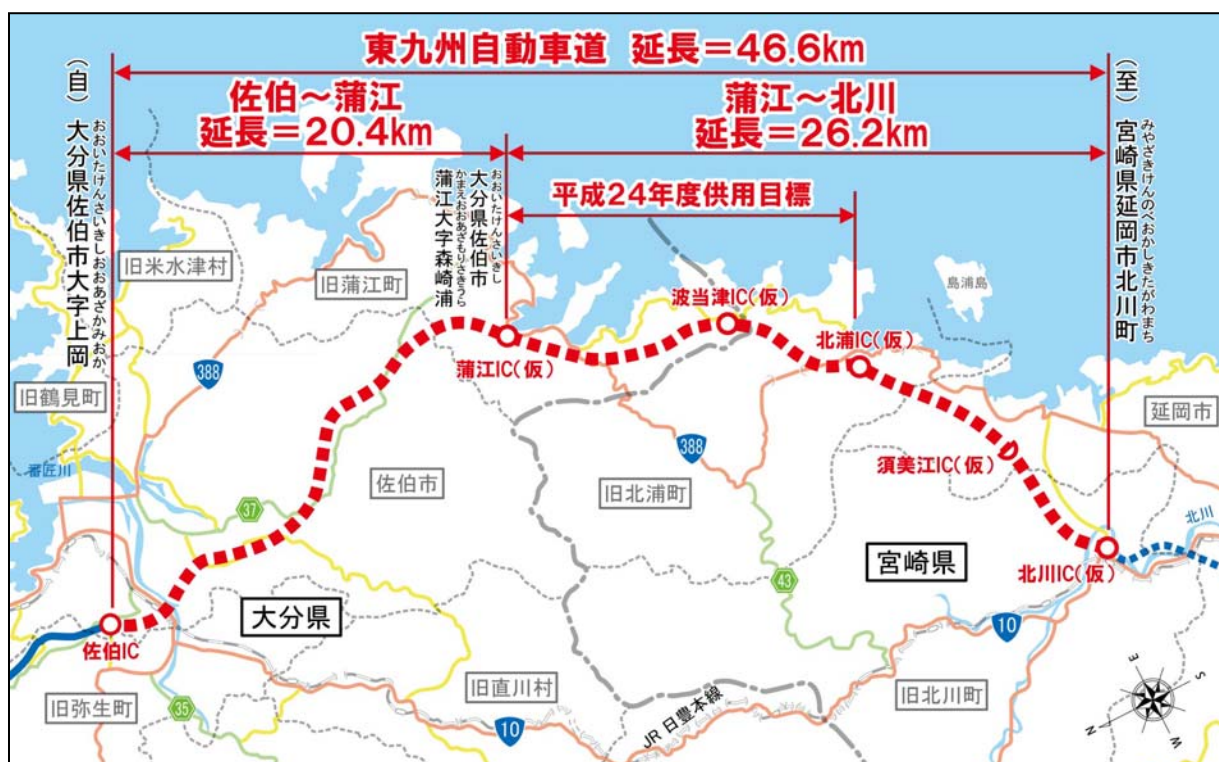 東九州自動車道 延長=46.6km
佐伯～蒲江
延長=20.4km
蒲江～北川
延長=26.2km
平成24年度供用目標
(自) 大分県佐伯市大字上岡
おおいたけんさいきしおおあざかみおか
大分県佐伯市
おおいたけんさいきし
蒲江大字森崎浦
かまえおおあざもりさきうら
(至) 宮崎県延岡市北川町
みやざきけんのべおかしきたがわまち
旧米水津村
旧蒲江町
388
旧鶴見町
番匠川
37
佐伯市
蒲江IC(仮)
波当津IC(仮)
北浦IC(仮)
島浦島
延岡市
388
須美江IC(仮)
旧北浦町
北川
宮崎県
43
北川IC(仮)
大分県
佐伯IC
10
旧弥生町
35
旧直川村
10
JR日豊本線
旧北川町
E
S
N
W